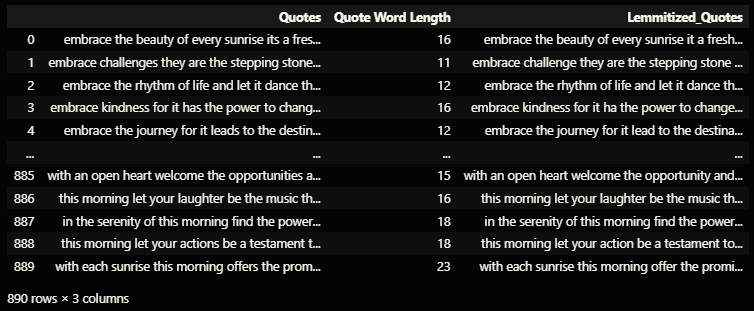 Quotes Quote Word Length Lemmitized_Quotes
0 embrace the beauty of every sunrise its a fres... 16 embrace the beauty of every sunrise it a fresh...
1 embrace challenges they are the stepping stone... 11 embrace challenge they are the stepping stone ...
2 embrace the rhythm of life and let it dance th... 12 embrace the rhythm of life and let it dance th...
3 embrace kindness for it has the power to chang... 16 embrace kindness for it ha the power to change...
4 embrace the journey for it leads to the destin... 12 embrace the journey for it lead to the destina...
... ... ... ...
885 with an open heart welcome the opportunities a... 15 with an open heart welcome the opportunity and...
886 this morning let your laughter be the music th... 16 this morning let your laughter be the music th...
887 in the serenity of this morning find the power... 18 in the serenity of this morning find the power...
888 this morning let your actions be a testament t... 18 this morning let your action be a testament to...
889 with each sunrise this morning offers the prom... 23 with each sunrise this morning offer the promi...
890 rows × 3 columns